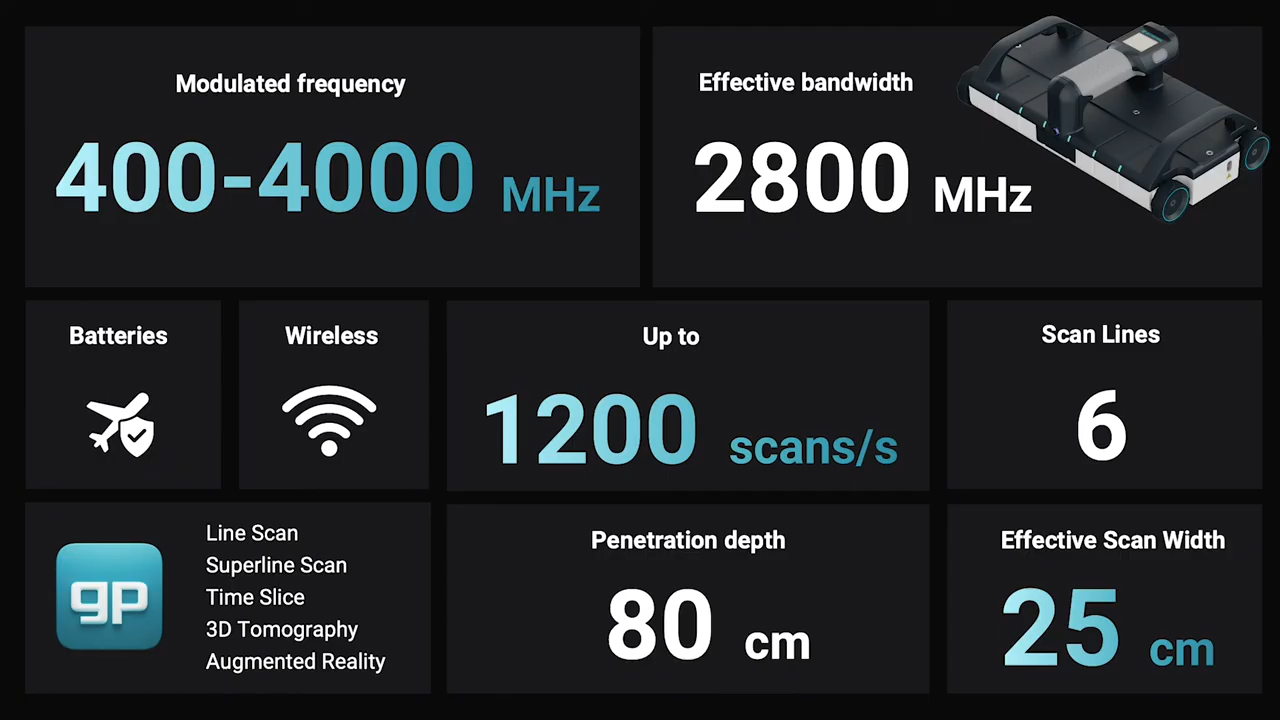 Modulated frequency
400-4000 MHz
Effective bandwidth
2800 MHz
Batteries
Wireless
Up to
1200 scans/s
Scan Lines
6
gp
Line Scan
Superline Scan
Time Slice
3D Tomography
Augmented Reality
Penetration depth
80 cm
Effective Scan Width
25 cm